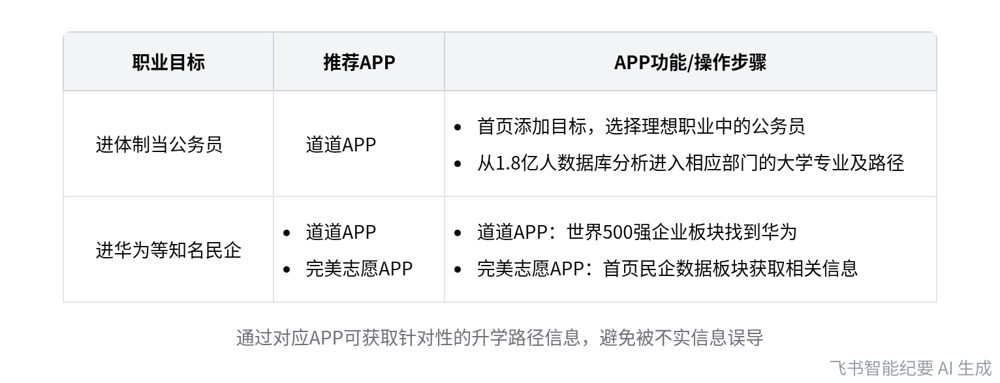 职业目标 推荐APP APP功能/操作步骤
进体制当公务员 道道APP
• 首页添加目标，选择理想职业中的公务员
• 从1.8亿人数据库分析进入相应部门的大学专业及路径
进华为等知名民企
• 道道APP
• 完美志愿APP
• 道道APP：世界500强企业板块找到华为
• 完美志愿APP：首页民企数据板块获取相关信息
通过对应APP可获取针对性的升学路径信息，避免被不实信息误导
飞书智能纪要 AI 生成